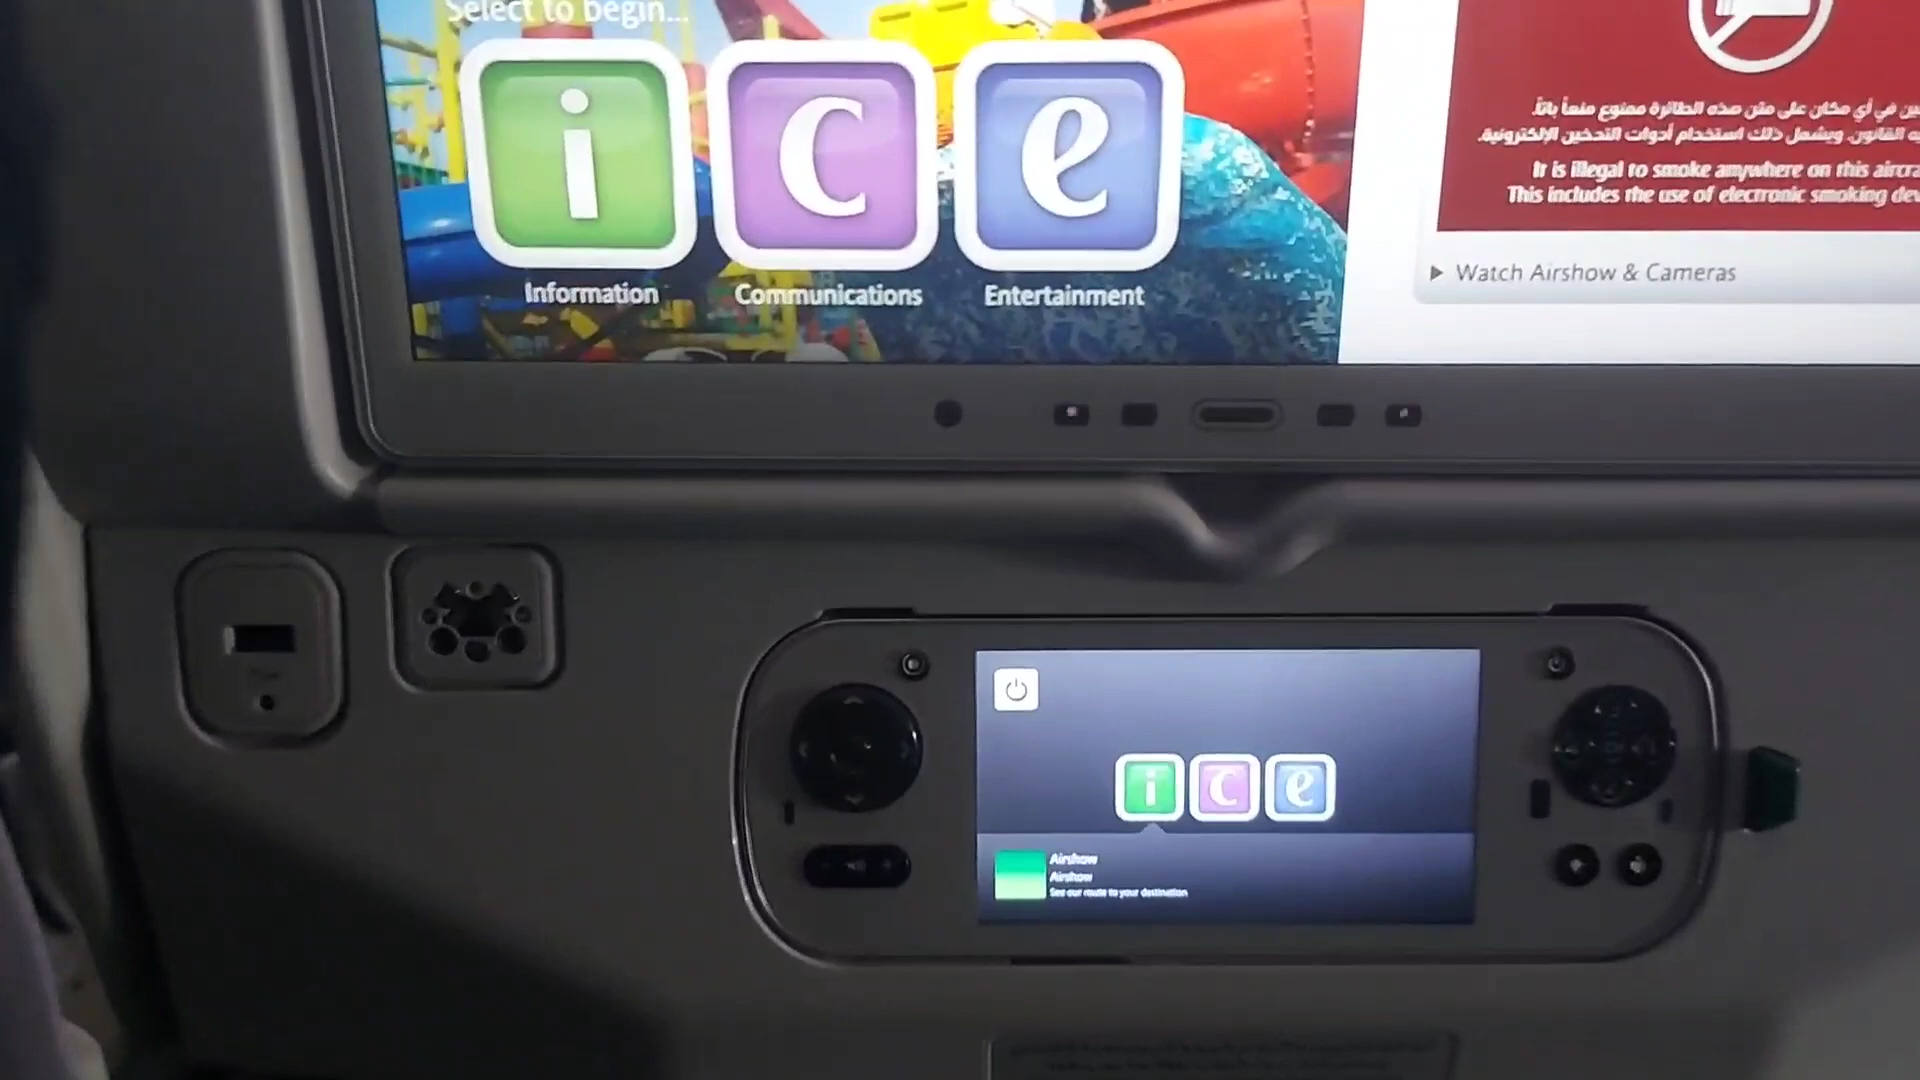 Select to begin...
i c e
Information Communications Entertainment
في أي مكان على متن هذه الطائرة ممنوع منعاً باتاً.
القانون. ويشمل ذلك استخدام أدوات التدخين الإلكترونية.
It is illegal to smoke anywhere on this
This includes the use of electronic smoking
Watch Airshow & Cameras
i c e
Airshow
Airshow
See our route to your destination